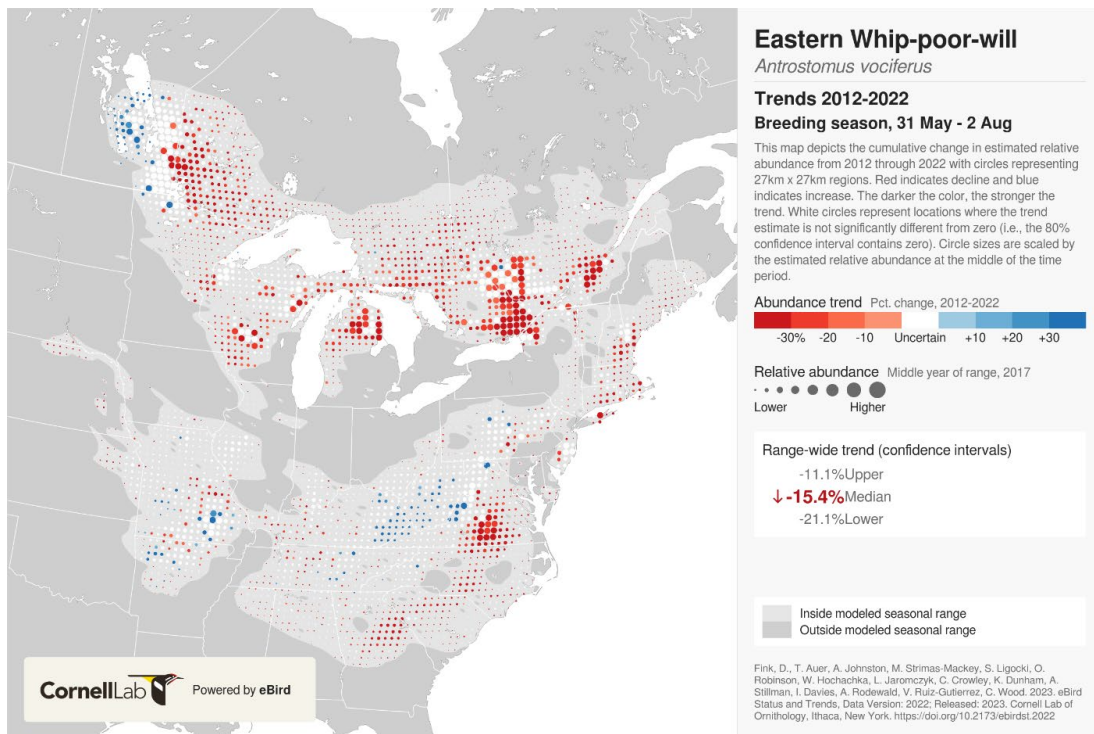 Eastern Whip-poor-will
Antrostomus vociferus
Trends 2012-2022
Breeding season, 31 May - 2 Aug
This map depicts the cumulative change in estimated relative
abundance from 2012 through 2022 with circles representing
27km x 27km regions. Red indicates decline and blue
indicates increase. The darker the color, the stronger the
trend. White circles represent locations where the trend
estimate is not significantly different from zero (i.e., the 80%
confidence interval contains zero). Circle sizes are scaled by
the estimated relative abundance at the middle of the time
period.
Abundance trend Pct. change, 2012-2022
-30% -20 -10 Uncertain +10 +20 +30
Relative abundance Middle year of range, 2017
Lower Higher
Range-wide trend (confidence intervals)
-11.1% Upper
↓ -15.4% Median
-21.1% Lower
Inside modeled seasonal range
Outside modeled seasonal range
Fink, D., T. Auer, A. Johnston, M. Strimas-Mackey, S. Ligocki, O.
Robinson, W. Hochachka, L. Jaromczyk, C. Crowley, K. Dunham, A.
Stillman, I. Davies, A. Rodewald, V. Ruiz-Gutierrez, C. Wood. 2023. eBird
Status and Trends, Data Version: 2022; Released: 2023. Cornell Lab of
Ornithology, Ithaca, New York. https://doi.org/10.2173/ebirdst.2022
CornellLab Powered by eBird